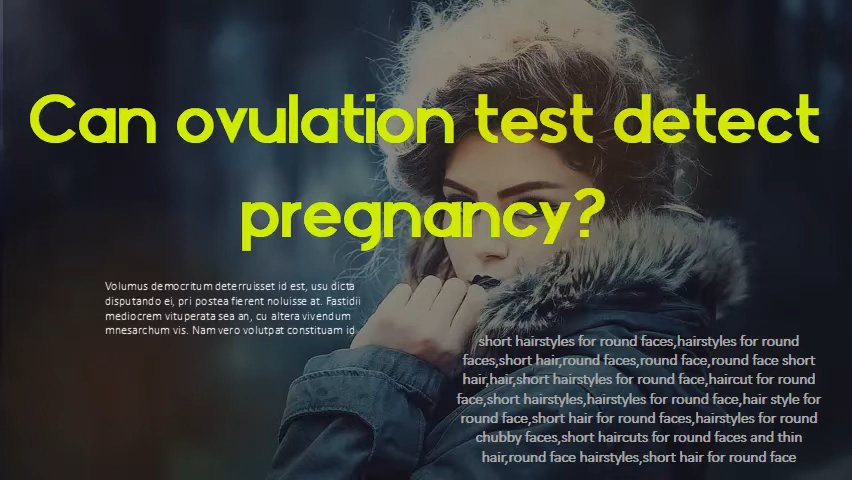 Can ovulation test detect
pregnancy?
Volumus democritum deterruisset id est, usu dicta
disputando ei, pri postea fierent noluisse at. Fastidii
mediocrem vituperata sea an, cu altera vivendum
mnesarchum vis. Nam vero volutpat constituam id.
short hairstyles for round faces,hairstyles for round
faces,short hair,round faces,round face,round face short
hair,hair,short hairstyles for round face,haircut for round
face,short hairstyles,hairstyles for round face,hair style for
round face,short hair for round faces,hairstyles for round
chubby faces,short haircuts for round faces and thin
hair,round face hairstyles,short hair for round face